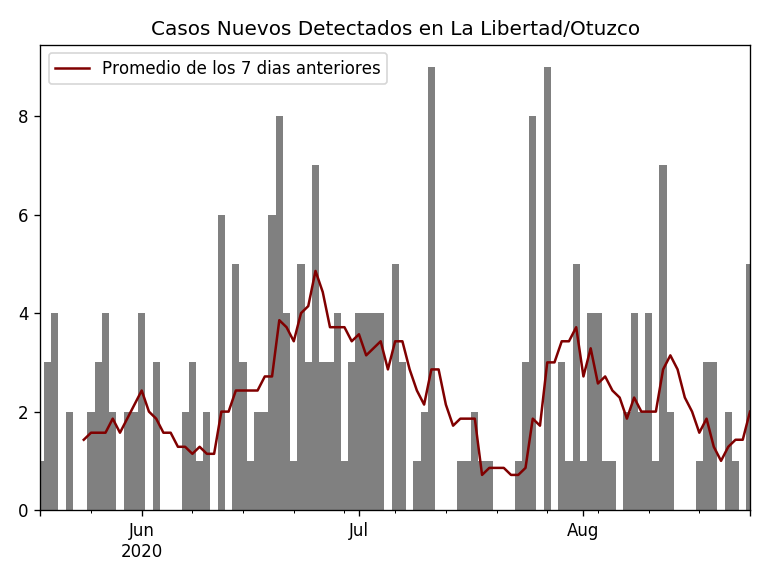 Casos Nuevos Detectados en La Libertad/Otuzco
Promedio de los 7 dias anteriores
8
6
4
2
0
Jun
2020
Jul
Aug